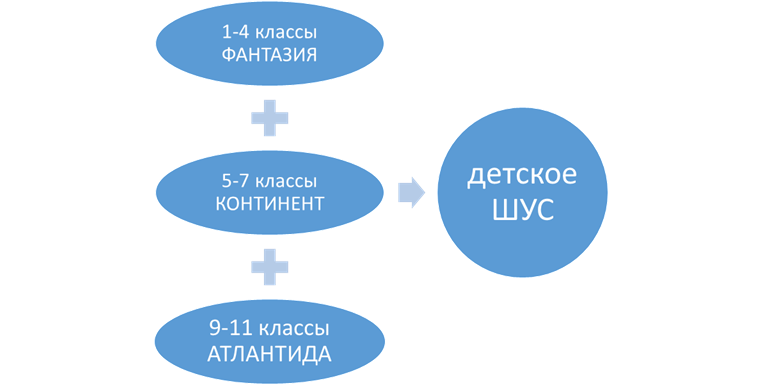 1-4 классы
ФАНТАЗИЯ
5-7 классы
КОНТИНЕНТ
9-11 классы
АТЛАНТИДА
детское
ШУС